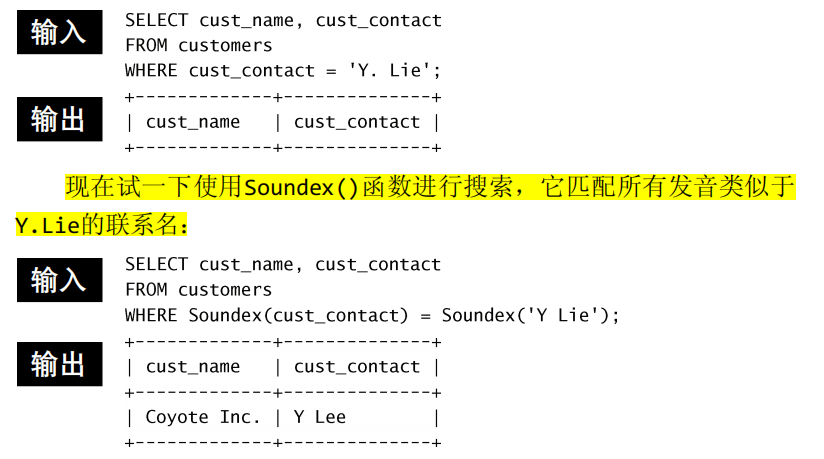 输入
SELECT cust_name, cust_contact
FROM customers
WHERE cust_contact = 'Y. Lie';
输出
+-------------+--------------+
| cust_name   | cust_contact |
+-------------+--------------+
现在试一下使用Soundex()函数进行搜索，它匹配所有发音类似于
Y.Lie的联系名：
输入
SELECT cust_name, cust_contact
FROM customers
WHERE Soundex(cust_contact) = Soundex('Y Lie');
输出
+-------------+--------------+
| cust_name   | cust_contact |
+-------------+--------------+
| Coyote Inc. | Y Lee        |
+-------------+--------------+